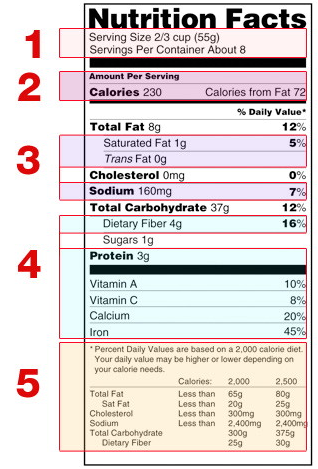 Nutrition Facts
1
Serving Size 2/3 cup (55g)
Servings Per Container About 8
2
Amount Per Serving
Calories 230 Calories from Fat 72
% Daily Value*
Total Fat 8g 12%
3
Saturated Fat 1g 5%
Trans Fat 0g
Cholesterol 0mg 0%
Sodium 160mg 7%
Total Carbohydrate 37g 12%
Dietary Fiber 4g 16%
Sugars 1g
4
Protein 3g
Vitamin A 10%
Vitamin C 8%
Calcium 20%
Iron 45%
5
* Percent Daily Values are based on a 2,000 calorie diet.
Your daily value may be higher or lower depending on
your calorie needs.
Calories: 2,000 2,500
Total Fat Less than 65g 80g
Sat Fat Less than 20g 25g
Cholesterol Less than 300mg 300mg
Sodium Less than 2,400mg 2,400mg
Total Carbohydrate 300g 375g
Dietary Fiber 25g 30g